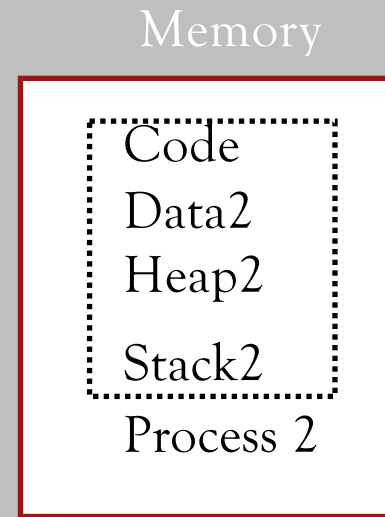 Memory
Code
Data2
Heap2
Stack2
Process 2